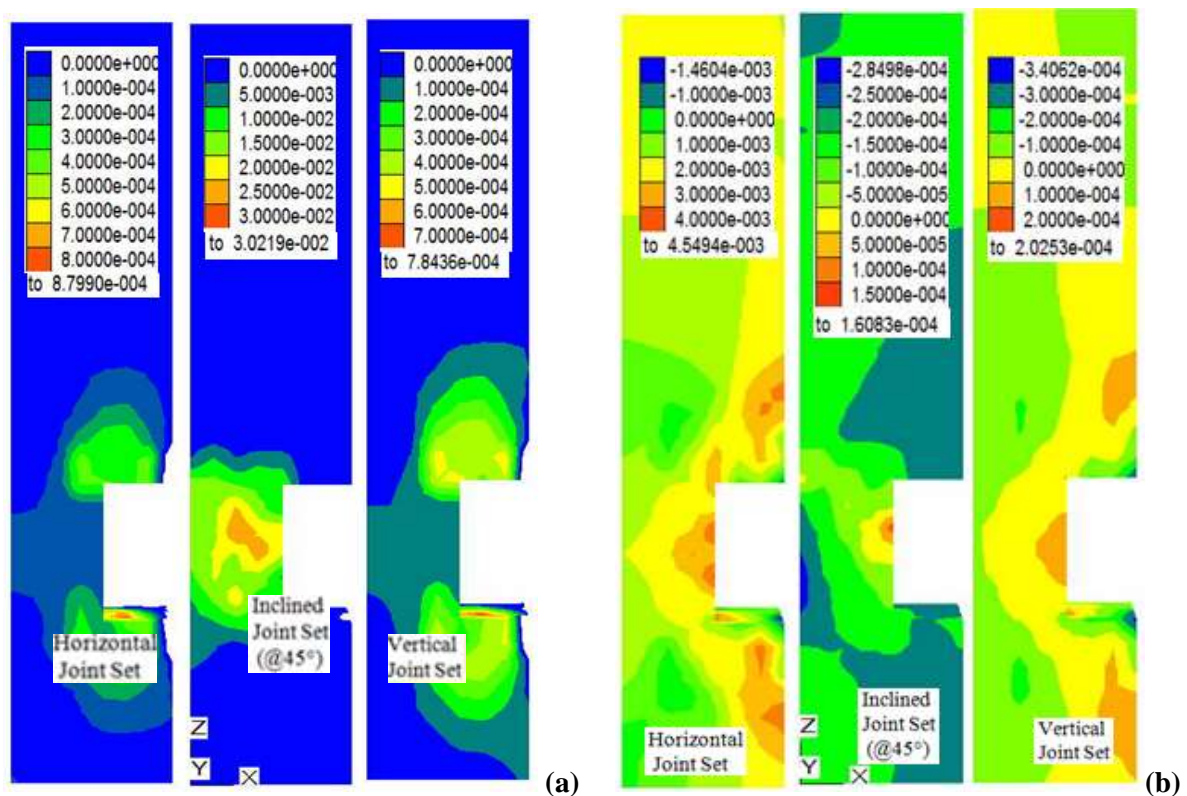 0.0000e+000
1.0000e-004
2.0000e-004
3.0000e-004
4.0000e-004
5.0000e-004
6.0000e-004
7.0000e-004
8.0000e-004
to 8.7990e-004
Horizontal
Joint Set
0.0000e+000
5.0000e-003
1.0000e-002
1.5000e-002
2.0000e-002
2.5000e-002
3.0000e-002
to 3.0219e-002
Inclined
Joint Set
(@45°)
Z
Y
X
0.0000e+000
1.0000e-004
2.0000e-004
3.0000e-004
4.0000e-004
5.0000e-004
6.0000e-004
7.0000e-004
to 7.8436e-004
Vertical
Joint Set
(a)
-1.4604e-003
-1.0000e-003
0.0000e+000
1.0000e-003
2.0000e-003
3.0000e-003
4.0000e-003
to 4.5494e-003
Horizontal
Joint Set
-2.8498e-004
-2.5000e-004
-2.0000e-004
-1.5000e-004
-1.0000e-004
-5.0000e-005
0.0000e+000
5.0000e-005
1.0000e-004
1.5000e-004
to 1.6083e-004
Inclined
Joint Set
(@45°)
Z
Y
X
-3.4062e-004
-3.0000e-004
-2.0000e-004
-1.0000e-004
0.0000e+000
1.0000e-004
2.0000e-004
to 2.0253e-004
Vertical
Joint Set
(b)